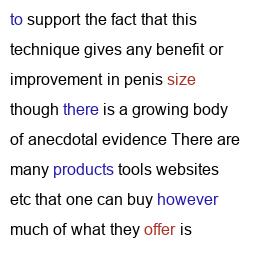 to support the fact that this
technique gives any benefit or
improvement in penis size
though there is a growing body
of anecdotal evidence There are
many products tools websites
etc that one can buy however
much of what they offer is